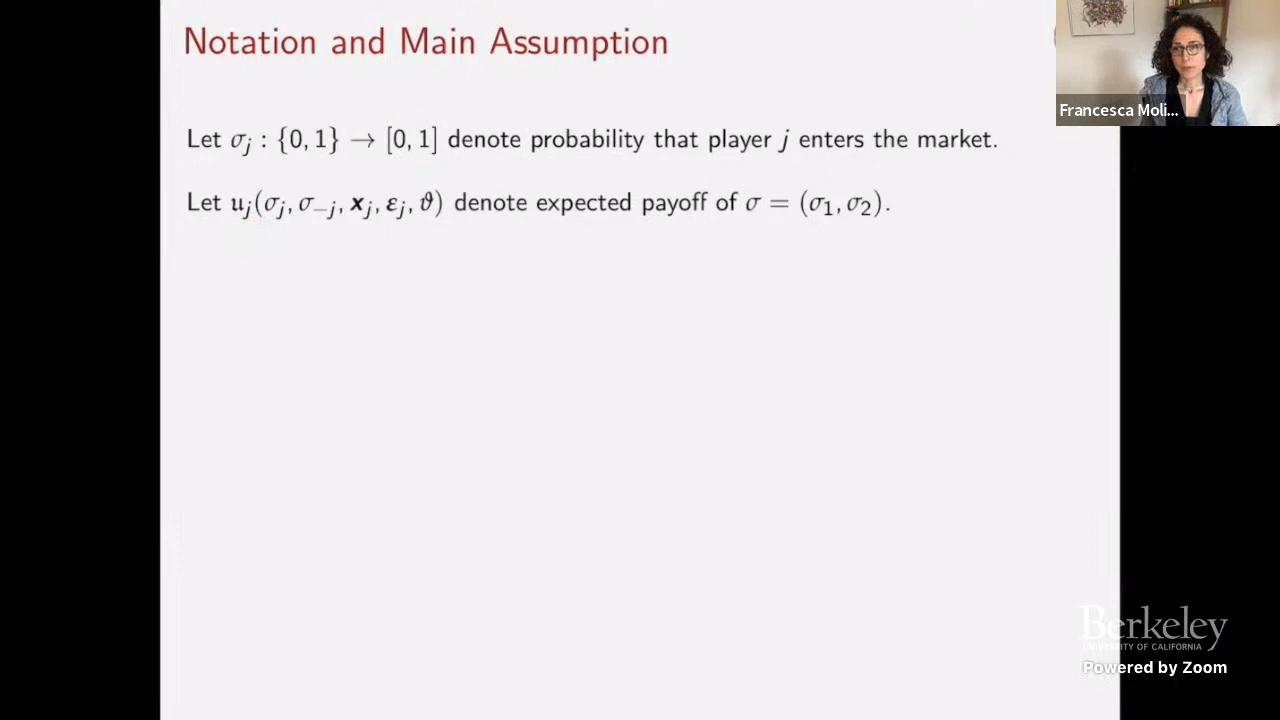 Notation and Main Assumption
Let σ_j : {0, 1} → [0, 1] denote probability that player j enters the market.
Let 𝔲_j(σ_j, σ_−j, 𝒙_j, 𝜺_j, ϑ) denote expected payoff of σ = (σ_1, σ_2).
Francesca Moli...
Berkeley
UNIVERSITY OF CALIFORNIA
Powered by Zoom